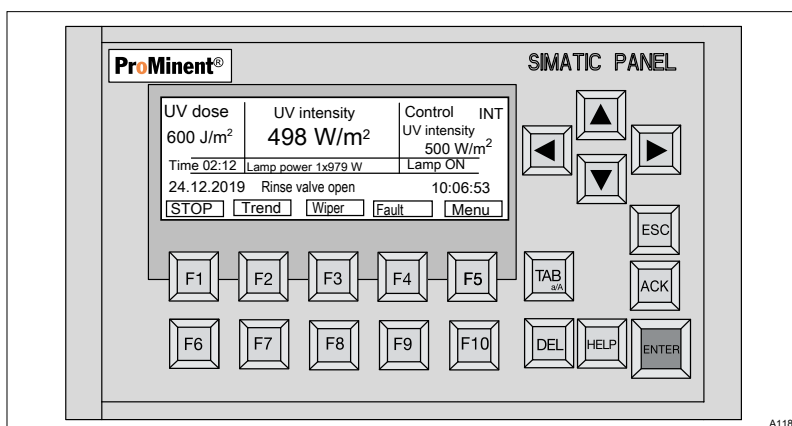 ProMinent®
SIMATIC PANEL
UV dose UV intensity Control INT
600 J/m² 498 W/m² UV intensity
500 W/m²
Time 02:12 Lamp power 1x979 W Lamp ON
24.12.2019 Rinse valve open 10:06:53
STOP Trend Wiper Fault Menu
ESC
F1 F2 F3 F4 F5 TAB a/A ACK
F6 F7 F8 F9 F10 DEL HELP ENTER
A118